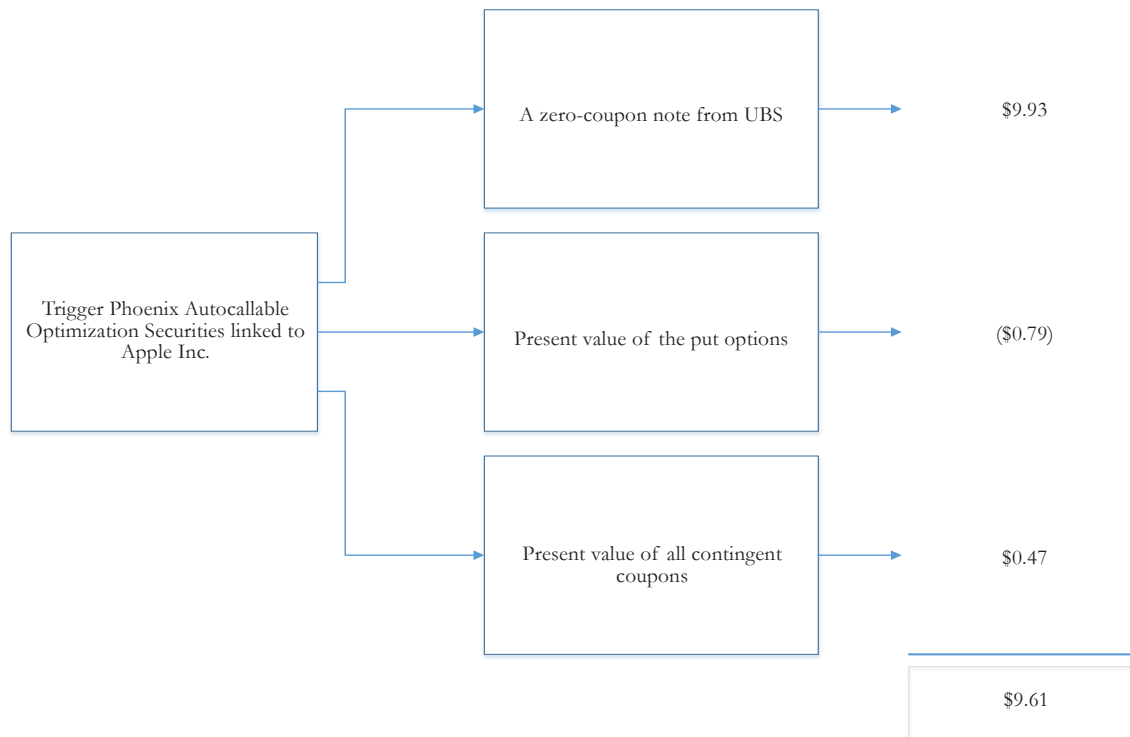 A zero-coupon note from UBS
$9.93
Trigger Phoenix Autocallable
Optimization Securities linked to
Apple Inc.
Present value of the put options
($0.79)
Present value of all contingent
coupons
$0.47
$9.61